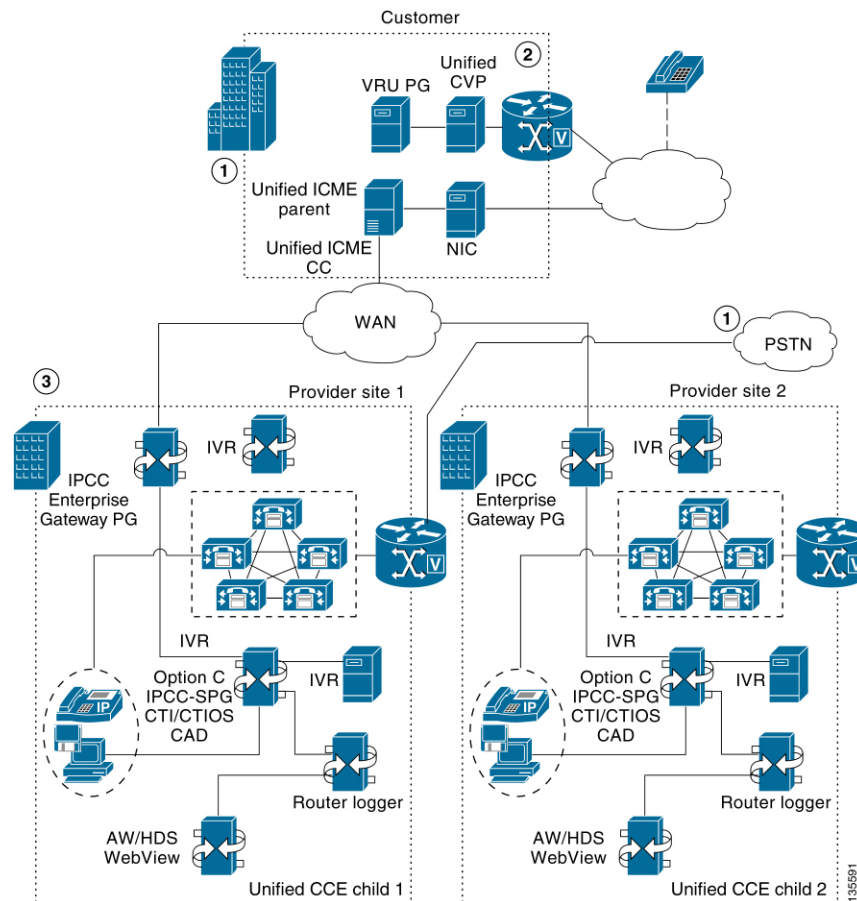 Customer
2
Unified
CVP
VRU PG
V
1
Unified ICME
parent
Unified ICME
CC
NIC
WAN
1
PSTN
3
Provider site 1
IVR
IPCC
Enterprise
Gateway PG
V
IVR
Option C
IPCC-SPG
CTI/CTIOS
CAD
IVR
IP
Router logger
AW/HDS
WebView
Unified CCE child 1
Provider site 2
IVR
IPCC
Enterprise
Gateway PG
V
IVR
Option C
IPCC-SPG
CTI/CTIOS
CAD
IVR
IP
Router logger
AW/HDS
WebView
Unified CCE child 2
135591